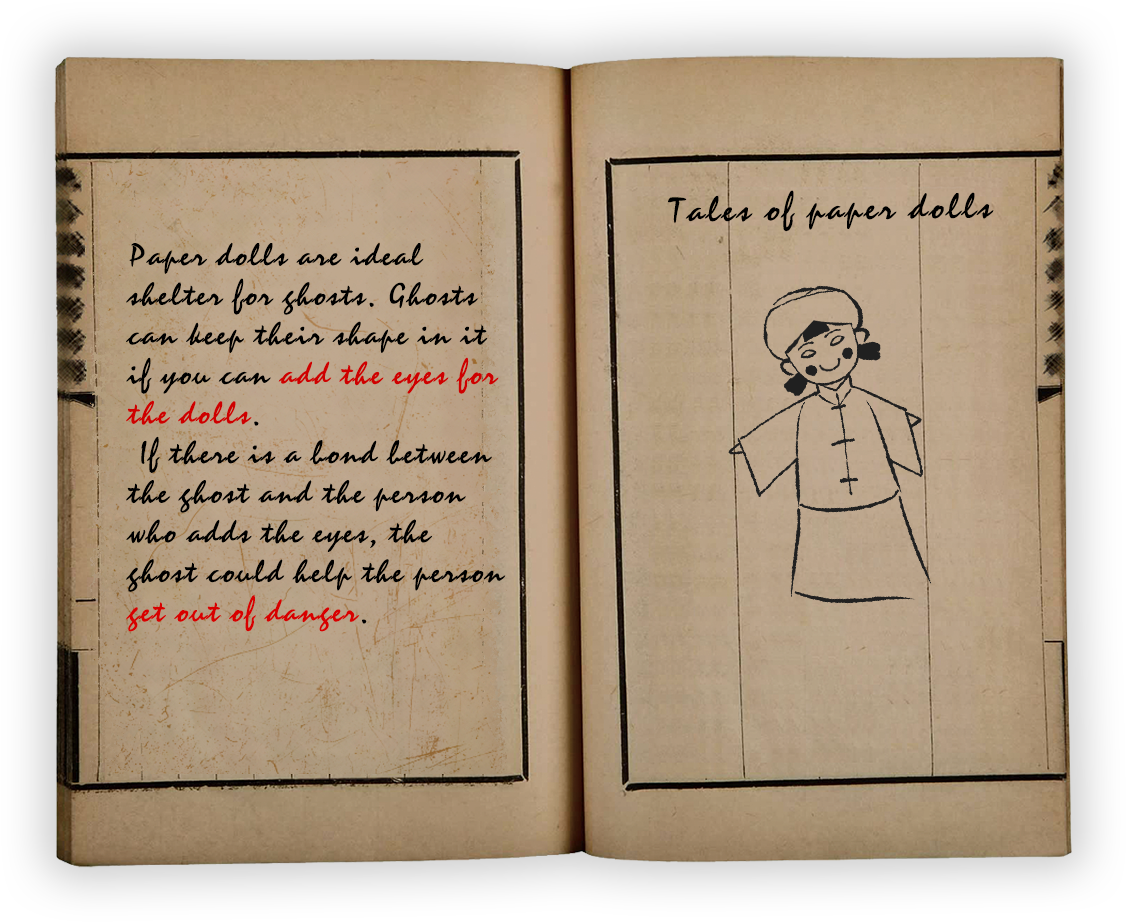 Paper dolls are ideal
shelter for ghosts. Ghosts
can keep their shape in it
if you can add the eyes for
the dolls.
If there is a bond between
the ghost and the person
who adds the eyes, the
ghost could help the person
get out of danger.
Tales of paper dolls